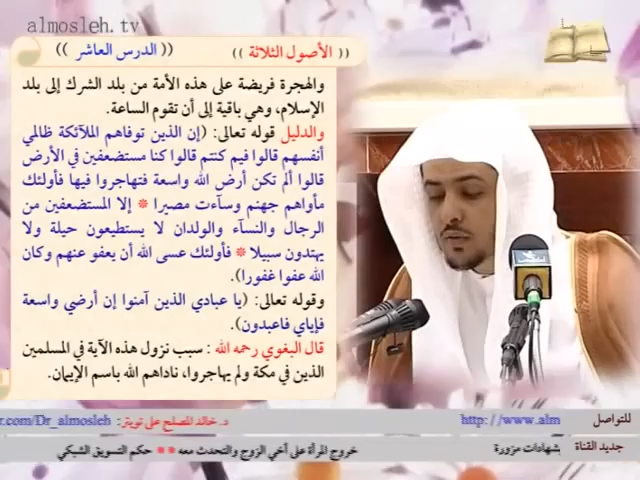 almosleh.tv
(( الأصول الثلاثة ))
(( الدرس العاشر ))
والهجرة فريضة على هذه الأمة من بلد الشرك إلى بلد
الإسلام، وهي باقية إلى أن تقوم الساعة.
والدليل قوله تعالى: (إن الذين توفاهم الملآئكة ظالمي
أنفسهم قالوا فيم كنتم قالوا كنا مستضعفين في الأرض
قالوا ألم تكن أرض الله واسعة فتهاجروا فيها فأولئك
مأواهم جهنم وسآءت مصيرا * إلا المستضعفين من
الرجال والنسآء والولدان لا يستطيعون حيلة ولا
يهتدون سبيلا * فأولئك عسى الله أن يعفو عنهم وكان
الله عفوا غفورا).
وقوله تعالى: (يا عبادي الذين آمنوا إن أرضي واسعة
فإياي فاعبدون).
قال البغوي رحمه الله : سبب نزول هذه الآية في المسلمين
الذين في مكة ولم يهاجروا، ناداهم الله باسم الإيمان.
للتواصل
http://www.alm
د. خالد المصلح على تويتر: r.com/Dr_almosleh
جديد القناة
بشهادات مزورة
خروج المرأة على أخي الزوج والتحدث معه ** حكم التسويق الشبكي